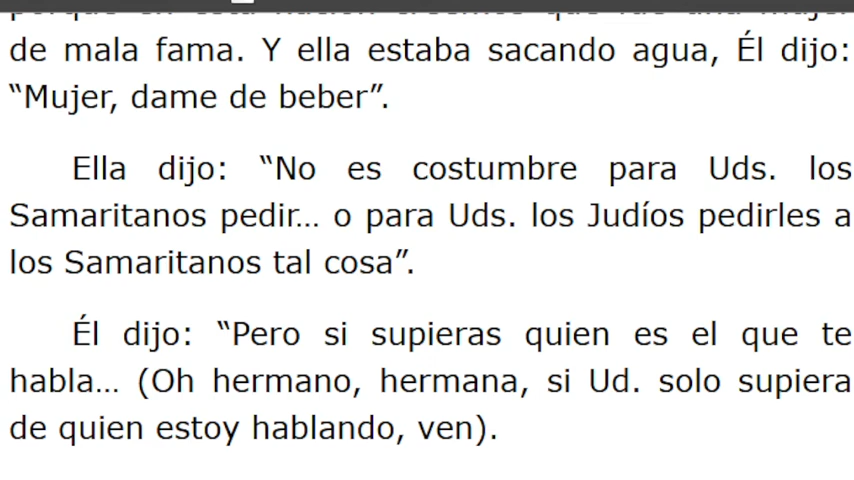 de mala fama. Y ella estaba sacando agua, Él dijo:
“Mujer, dame de beber”.
Ella dijo: “No es costumbre para Uds. los
Samaritanos pedir... o para Uds. los Judíos pedirles a
los Samaritanos tal cosa”.
Él dijo: “Pero si supieras quien es el que te
habla... (Oh hermano, hermana, si Ud. solo supiera
de quien estoy hablando, ven).